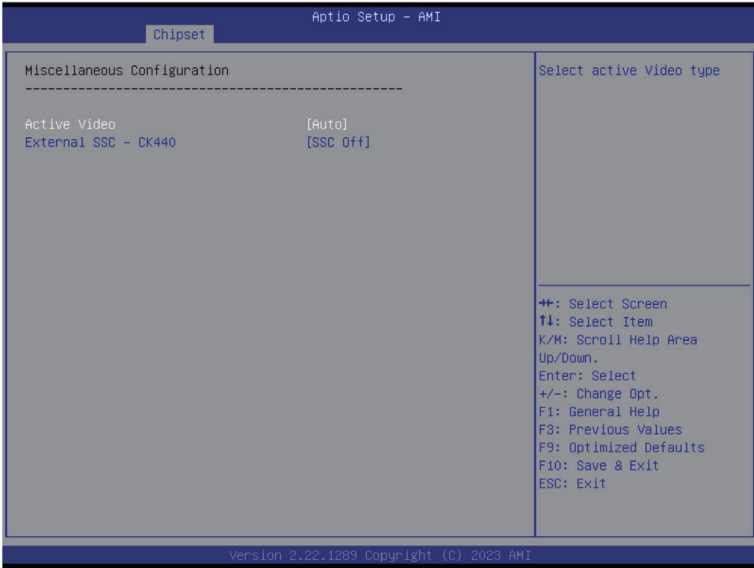 Aptio Setup – AMI
Chipset
Miscellaneous Configuration
--------------------------------------------------
Active Video [Auto]
External SSC – CK440 [SSC Off]
Select active Video type
→←: Select Screen
↑↓: Select Item
K/M: Scroll Help Area
Up/Down.
Enter: Select
+/-: Change Opt.
F1: General Help
F3: Previous Values
F9: Optimized Defaults
F10: Save & Exit
ESC: Exit
Version 2.22.1289 Copyright (C) 2023 AMI